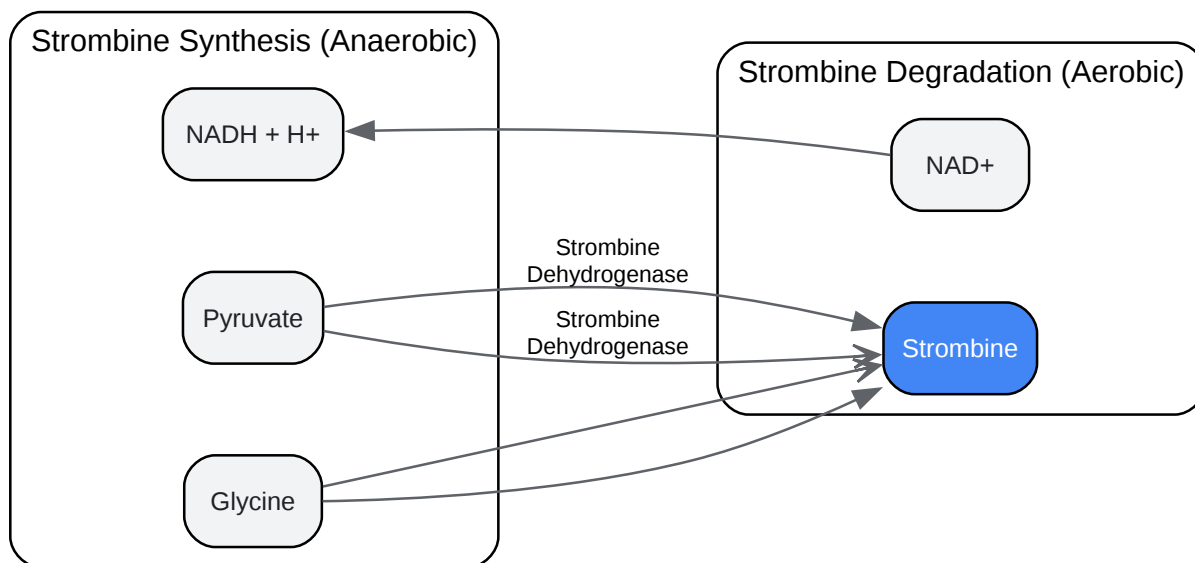 Strombine Synthesis (Anaerobic)
NADH + H+
Pyruvate
Glycine
Strombine
Dehydrogenase
Strombine
Dehydrogenase
Strombine Degradation (Aerobic)
NAD+
Strombine